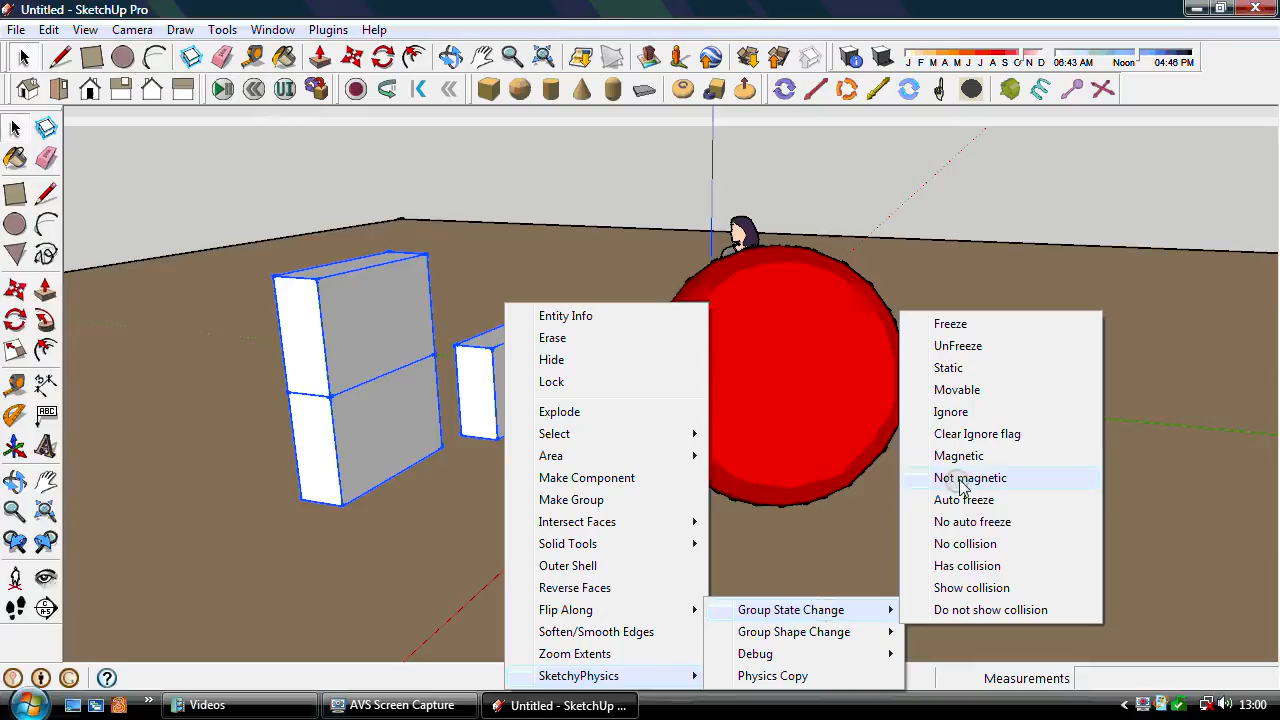 Untitled - SketchUp Pro
File Edit View Camera Draw Tools Window Plugins Help
J F M A M J J A S O N D 06:43 AM Noon 04:46 PM
UI
ABC
Entity Info
Erase
Hide
Lock
Explode
Select
Area
Make Component
Make Group
Intersect Faces
Solid Tools
Outer Shell
Reverse Faces
Flip Along
Soften/Smooth Edges
Zoom Extents
SketchyPhysics
Group State Change
Group Shape Change
Debug
Physics Copy
Freeze
UnFreeze
Static
Movable
Ignore
Clear Ignore flag
Magnetic
Not magnetic
Auto freeze
No auto freeze
No collision
Has collision
Show collision
Do not show collision
Measurements
Videos
AVS Screen Capture
Untitled - SketchUp ...
13:00